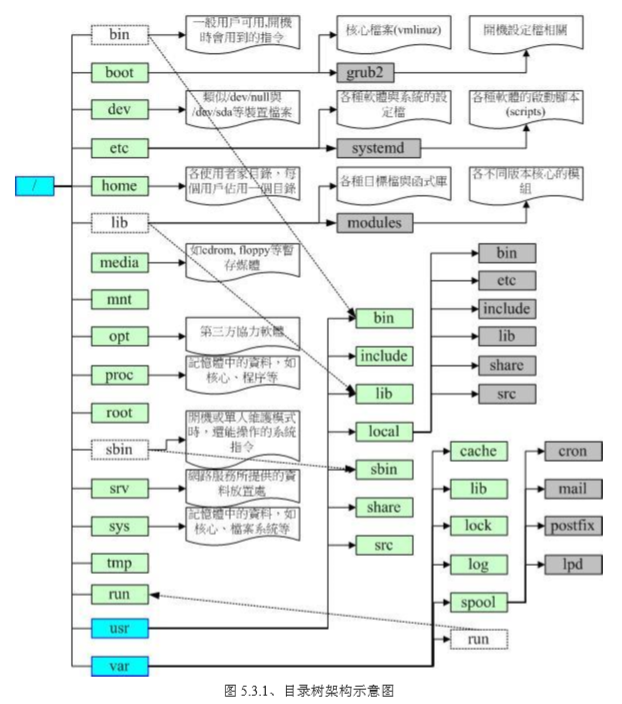 bin
一般用戶可用,開機
時會用到的指令
核心檔案(vmlinuz)
開機設定檔相關
boot
grub2
dev
類似/dev/null與
/dev/sda等裝置檔案
各種軟體與系統的設
定檔
各種軟體的啟動腳本
(scripts)
etc
systemd
/
home
各使用者家目錄，每
個用戶佔用一個目錄
各種目標檔與函式庫
各不同版本核心的模
組
lib
modules
media
如cdrom, floppy等暫
存媒體
bin
etc
include
lib
share
src
mnt
opt
第三方協力軟體
proc
記憶體中的資料，如
核心、程序等
root
sbin
開機或單人維護模式
時，還能操作的系統
指令
srv
網路服務所提供的資
料放置處
sys
記憶體中的資料，如
核心、檔案系統等
tmp
run
usr
var
bin
include
lib
local
sbin
share
src
cache
lib
lock
log
spool
run
cron
mail
postfix
lpd
图 5.3.1、目录树架构示意图